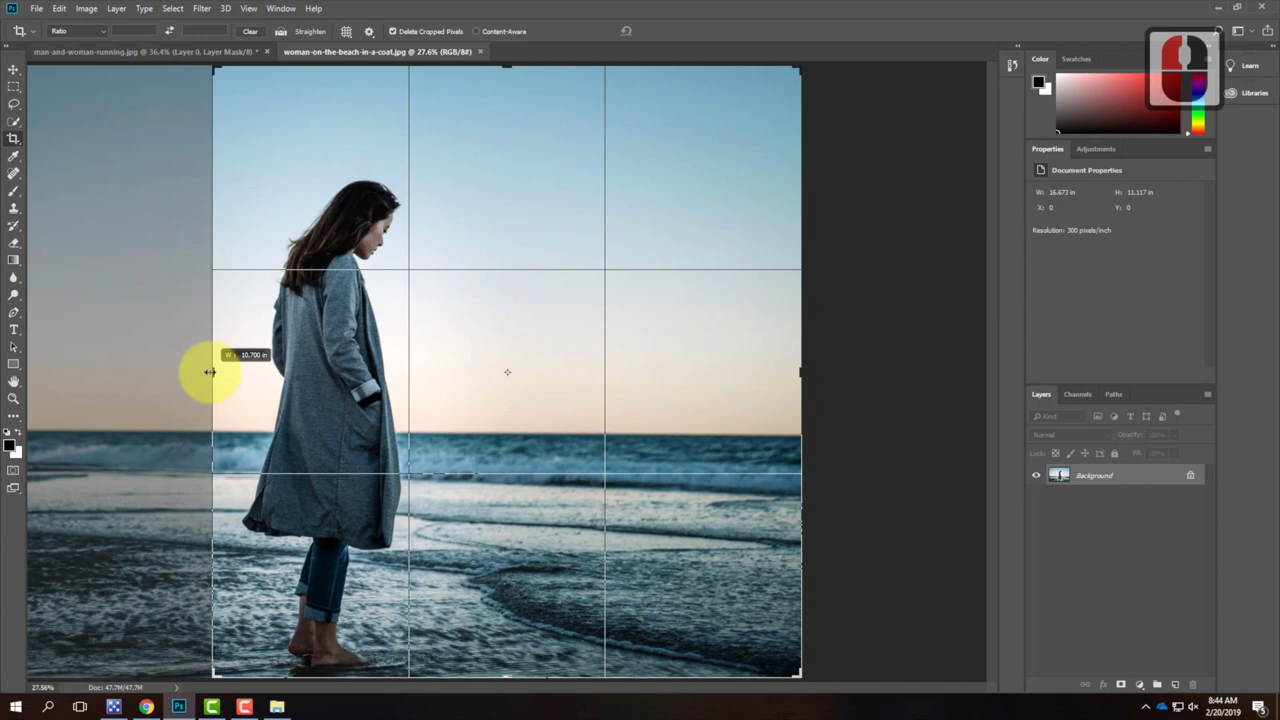 Ps File Edit Image Layer Type Select Filter 3D View Window Help
Ratio Clear Straighten Delete Cropped Pixels Content-Aware
man-and-woman-running.jpg @ 36.4% (Layer 0, Layer Mask/8) * × woman-on-the-beach-in-a-coat.jpg @ 27.6% (RGB/8#) ×
Color Swatches
Learn
Libraries
Properties Adjustments
Document Properties
W: 16.673 in H: 11.117 in
X: 0 Y: 0
Resolution: 300 pixels/inch
W : 10.700 in
Layers Channels Paths
Kind
Normal Opacity: 100%
Lock: Fill: 100%
Background
27.56% Doc: 47.7M/47.7M
Ps
8:44 AM
2/20/2019
5